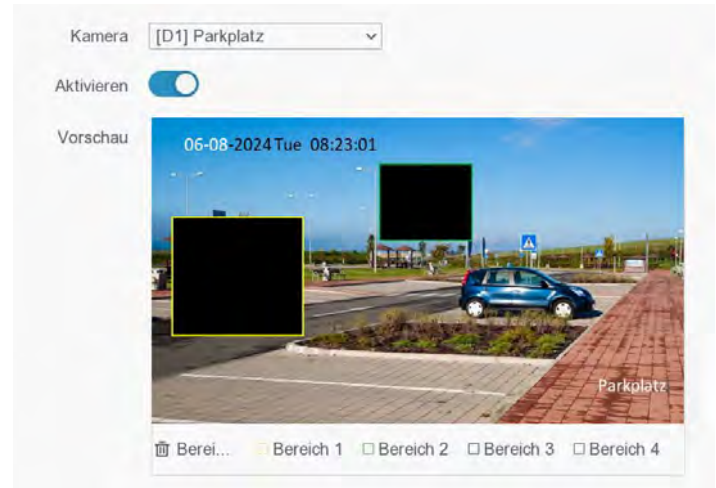 Kamera [D1] Parkplatz
Aktivieren
Vorschau
06-08-2024 Tue 08:23:01
Parkplatz
Berei... Bereich 1 Bereich 2 Bereich 3 Bereich 4